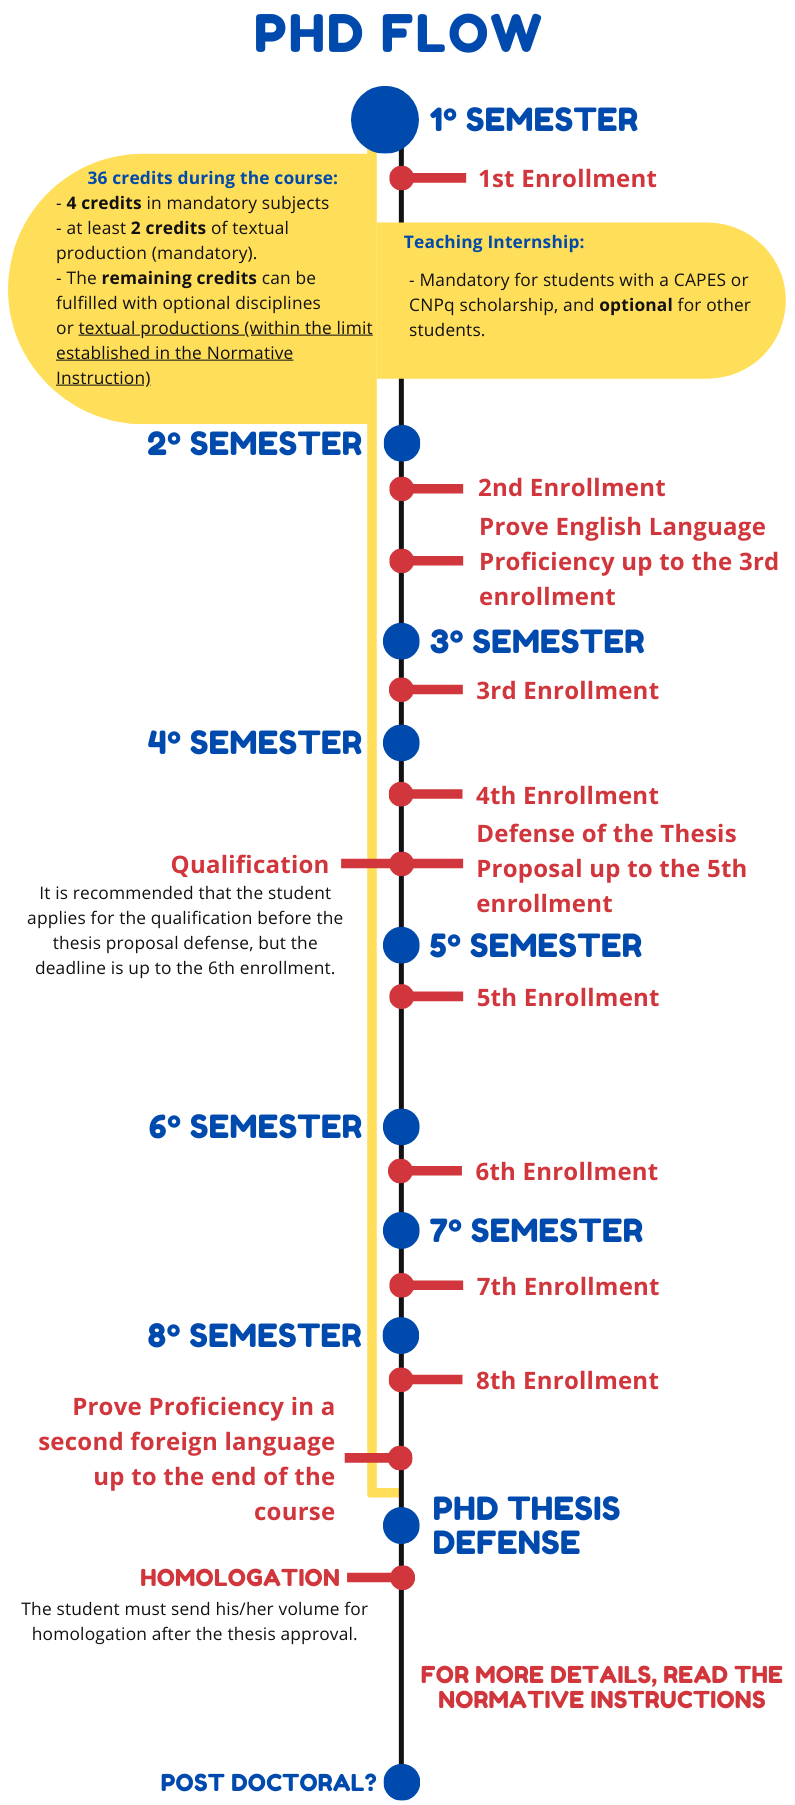 PHD FLOW
1º SEMESTER
1st Enrollment
36 credits during the course:
- 4 credits in mandatory subjects
- at least 2 credits of textual
production (mandatory).
- The remaining credits can be
fulfilled with optional disciplines
or textual productions (within the limit
established in the Normative
Instruction)
Teaching Internship:
- Mandatory for students with a CAPES or
CNPq scholarship, and optional for other
students.
2º SEMESTER
2nd Enrollment
Prove English Language
Proficiency up to the 3rd
enrollment
3º SEMESTER
3rd Enrollment
4º SEMESTER
4th Enrollment
Defense of the Thesis
Proposal up to the 5th
enrollment
Qualification
It is recommended that the student
applies for the qualification before the
thesis proposal defense, but the
deadline is up to the 6th enrollment.
5º SEMESTER
5th Enrollment
6º SEMESTER
6th Enrollment
7º SEMESTER
7th Enrollment
8º SEMESTER
8th Enrollment
Prove Proficiency in a
second foreign language
up to the end of the
course
PHD THESIS
DEFENSE
HOMOLOGATION
The student must send his/her volume for
homologation after the thesis approval.
FOR MORE DETAILS, READ THE
NORMATIVE INSTRUCTIONS
POST DOCTORAL?